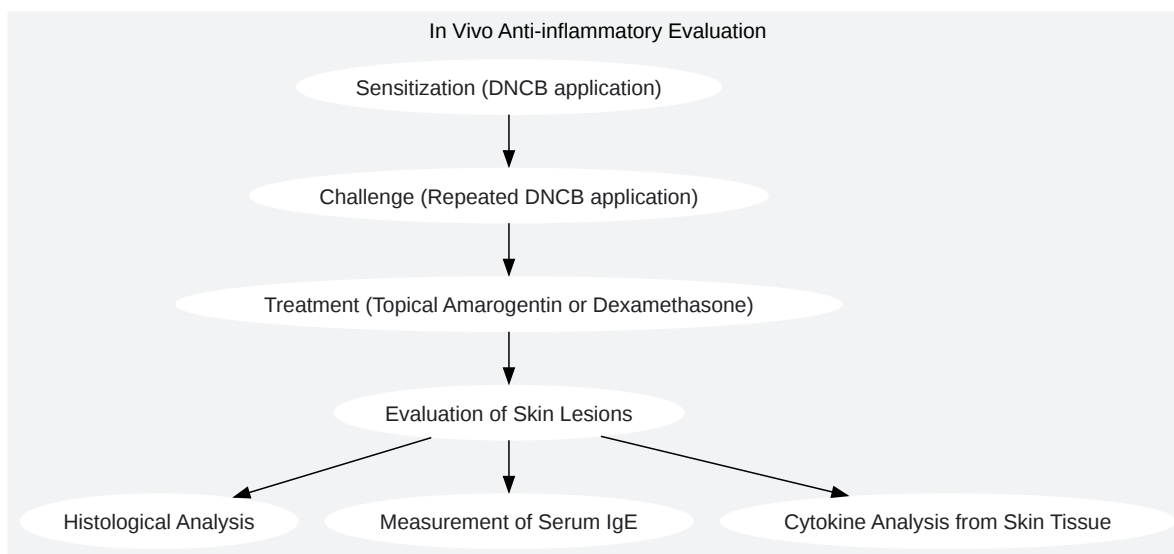 In Vivo Anti-inflammatory Evaluation
Sensitization (DNCB application)
Challenge (Repeated DNCB application)
Treatment (Topical Amarogentin or Dexamethasone)
Evaluation of Skin Lesions
Histological Analysis
Measurement of Serum IgE
Cytokine Analysis from Skin Tissue